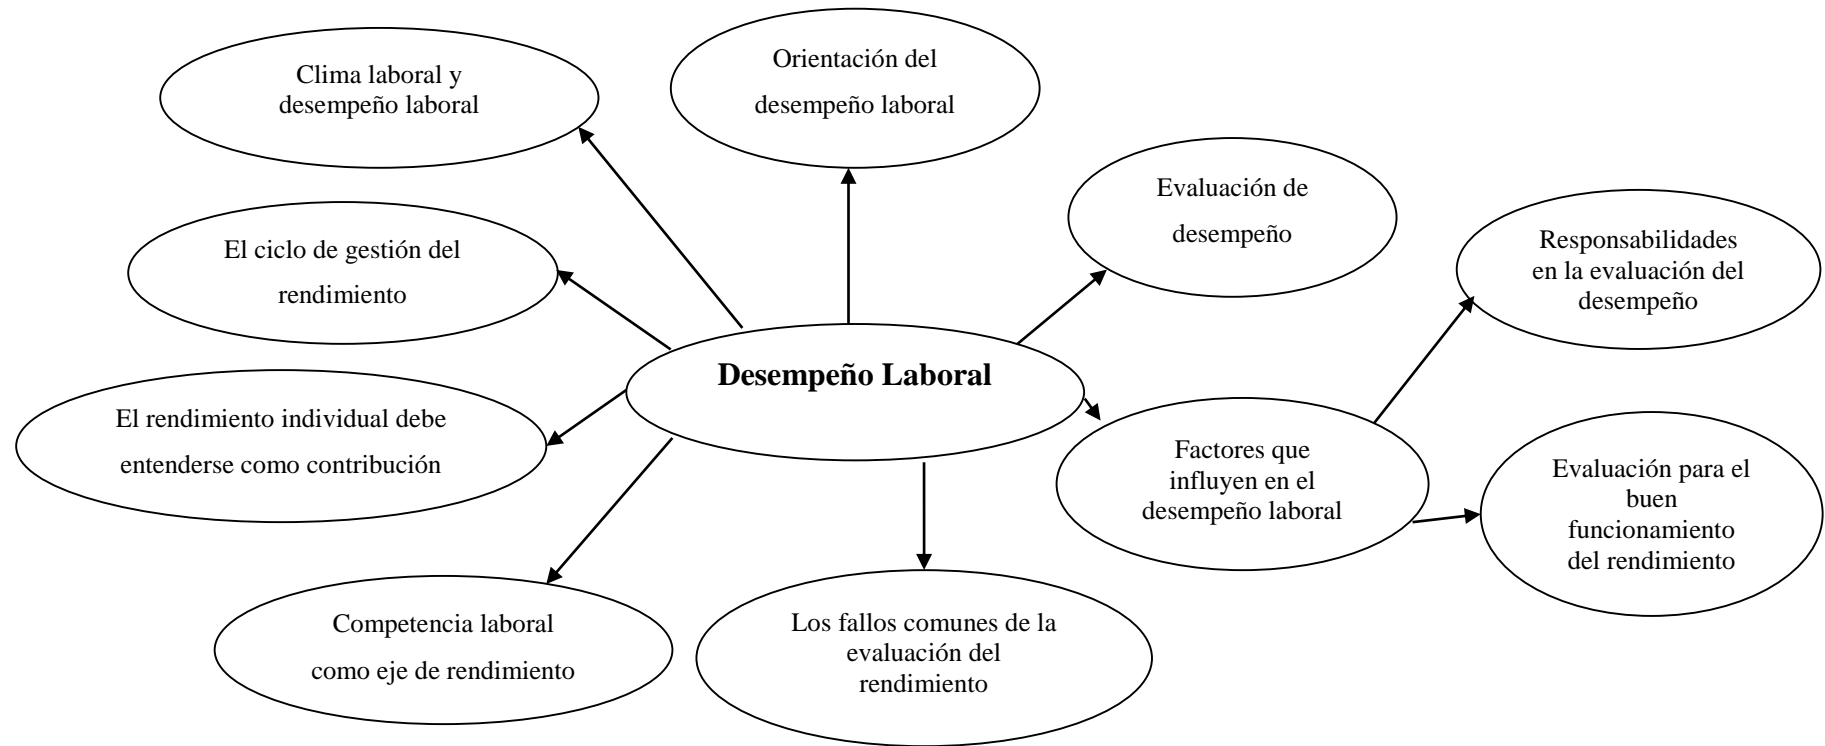 Clima laboral y
desempeño laboral
Orientación del
desempeño laboral
Evaluación de
desempeño
Responsabilidades
en la evaluación del
desempeño
El ciclo de gestión del
rendimiento
Desempeño Laboral
El rendimiento individual debe
entenderse como contribución
Factores que
influyen en el
desempeño laboral
Evaluación para el
buen
funcionamiento
del rendimiento
Competencia laboral
como eje de rendimiento
Los fallos comunes de la
evaluación del
rendimiento